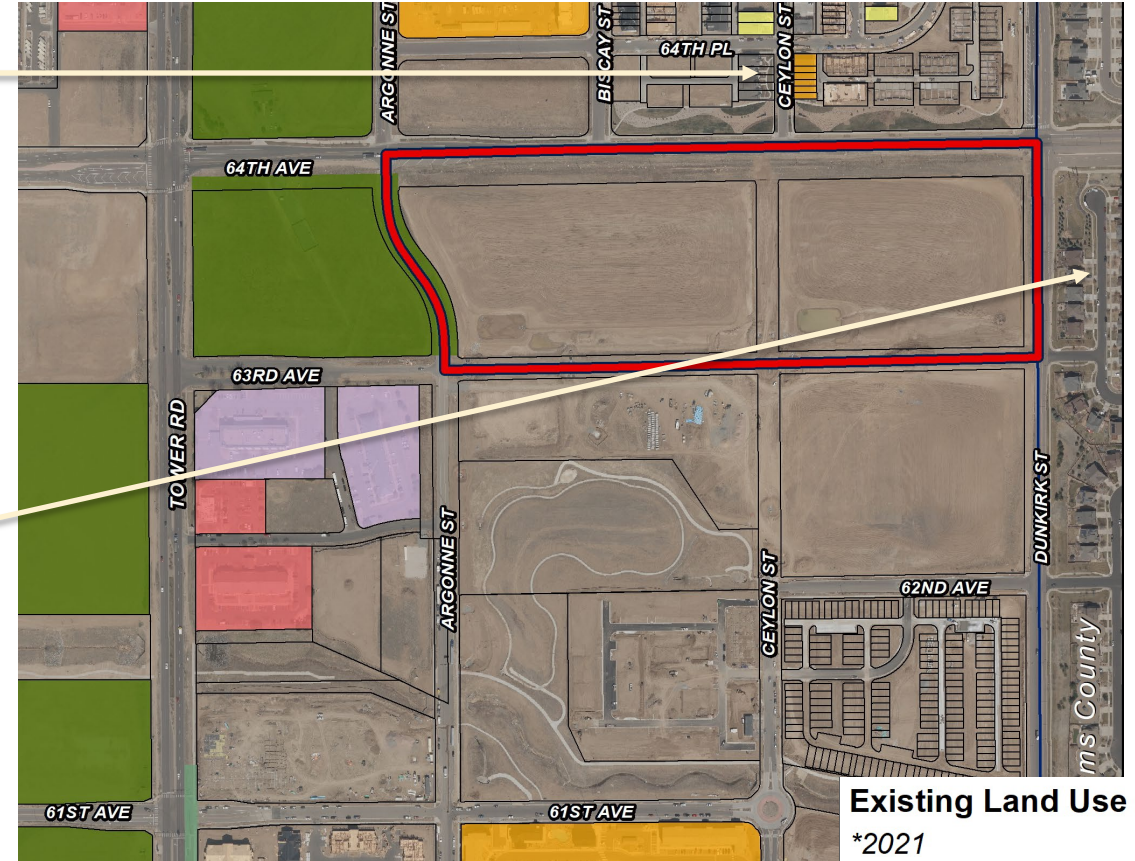 ARGONNE ST
BISCAY ST
64TH PL
CEYLON ST
64TH AVE
63RD AVE
TOWER RD
ARGONNE ST
CEYLON ST
DUNKIRK ST
62ND AVE
ms County
61ST AVE
61ST AVE
Existing Land Use
*2021